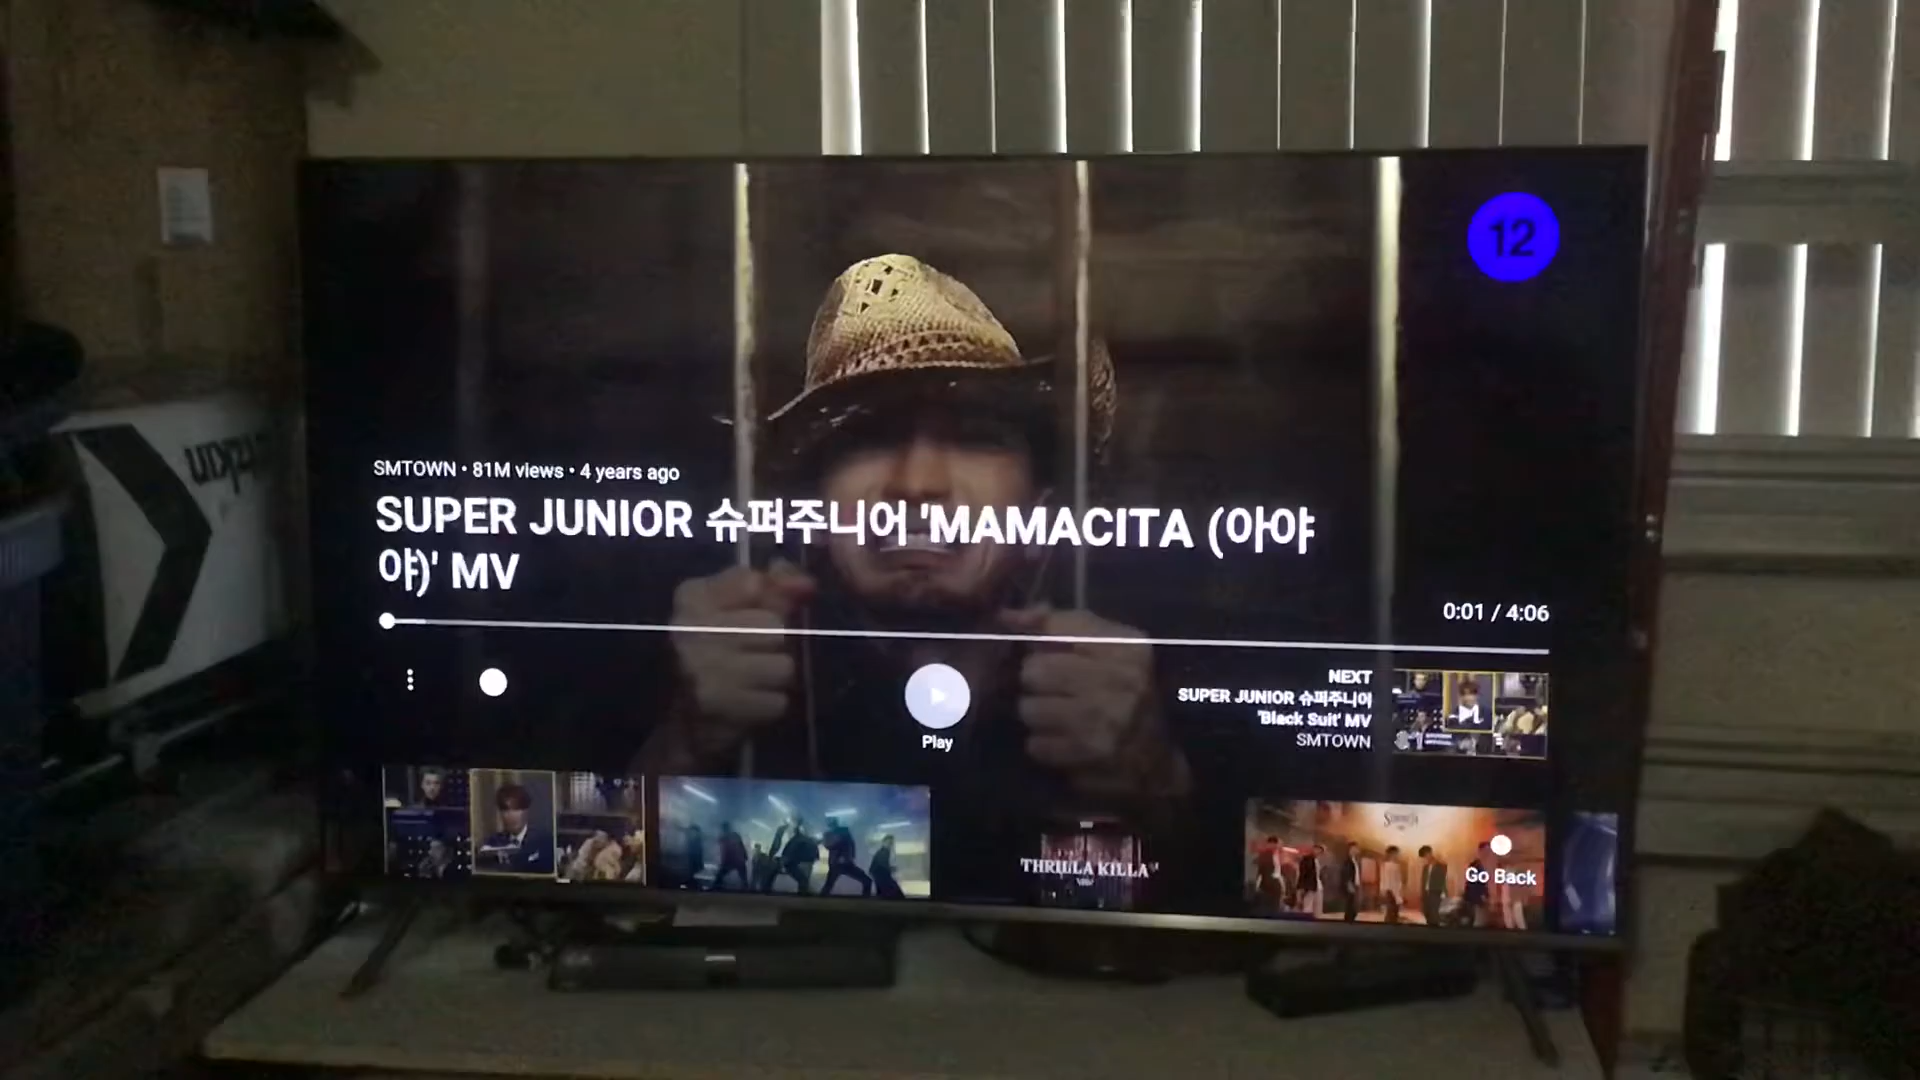 12
SMTOWN • 81M views • 4 years ago
SUPER JUNIOR 슈퍼주니어 'MAMACITA (아야
야)' MV
0:01 / 4:06
NEXT
SUPER JUNIOR 슈퍼주니어
'Black Suit' MV
SMTOWN
Play
THRILLA KILLA
Go Back